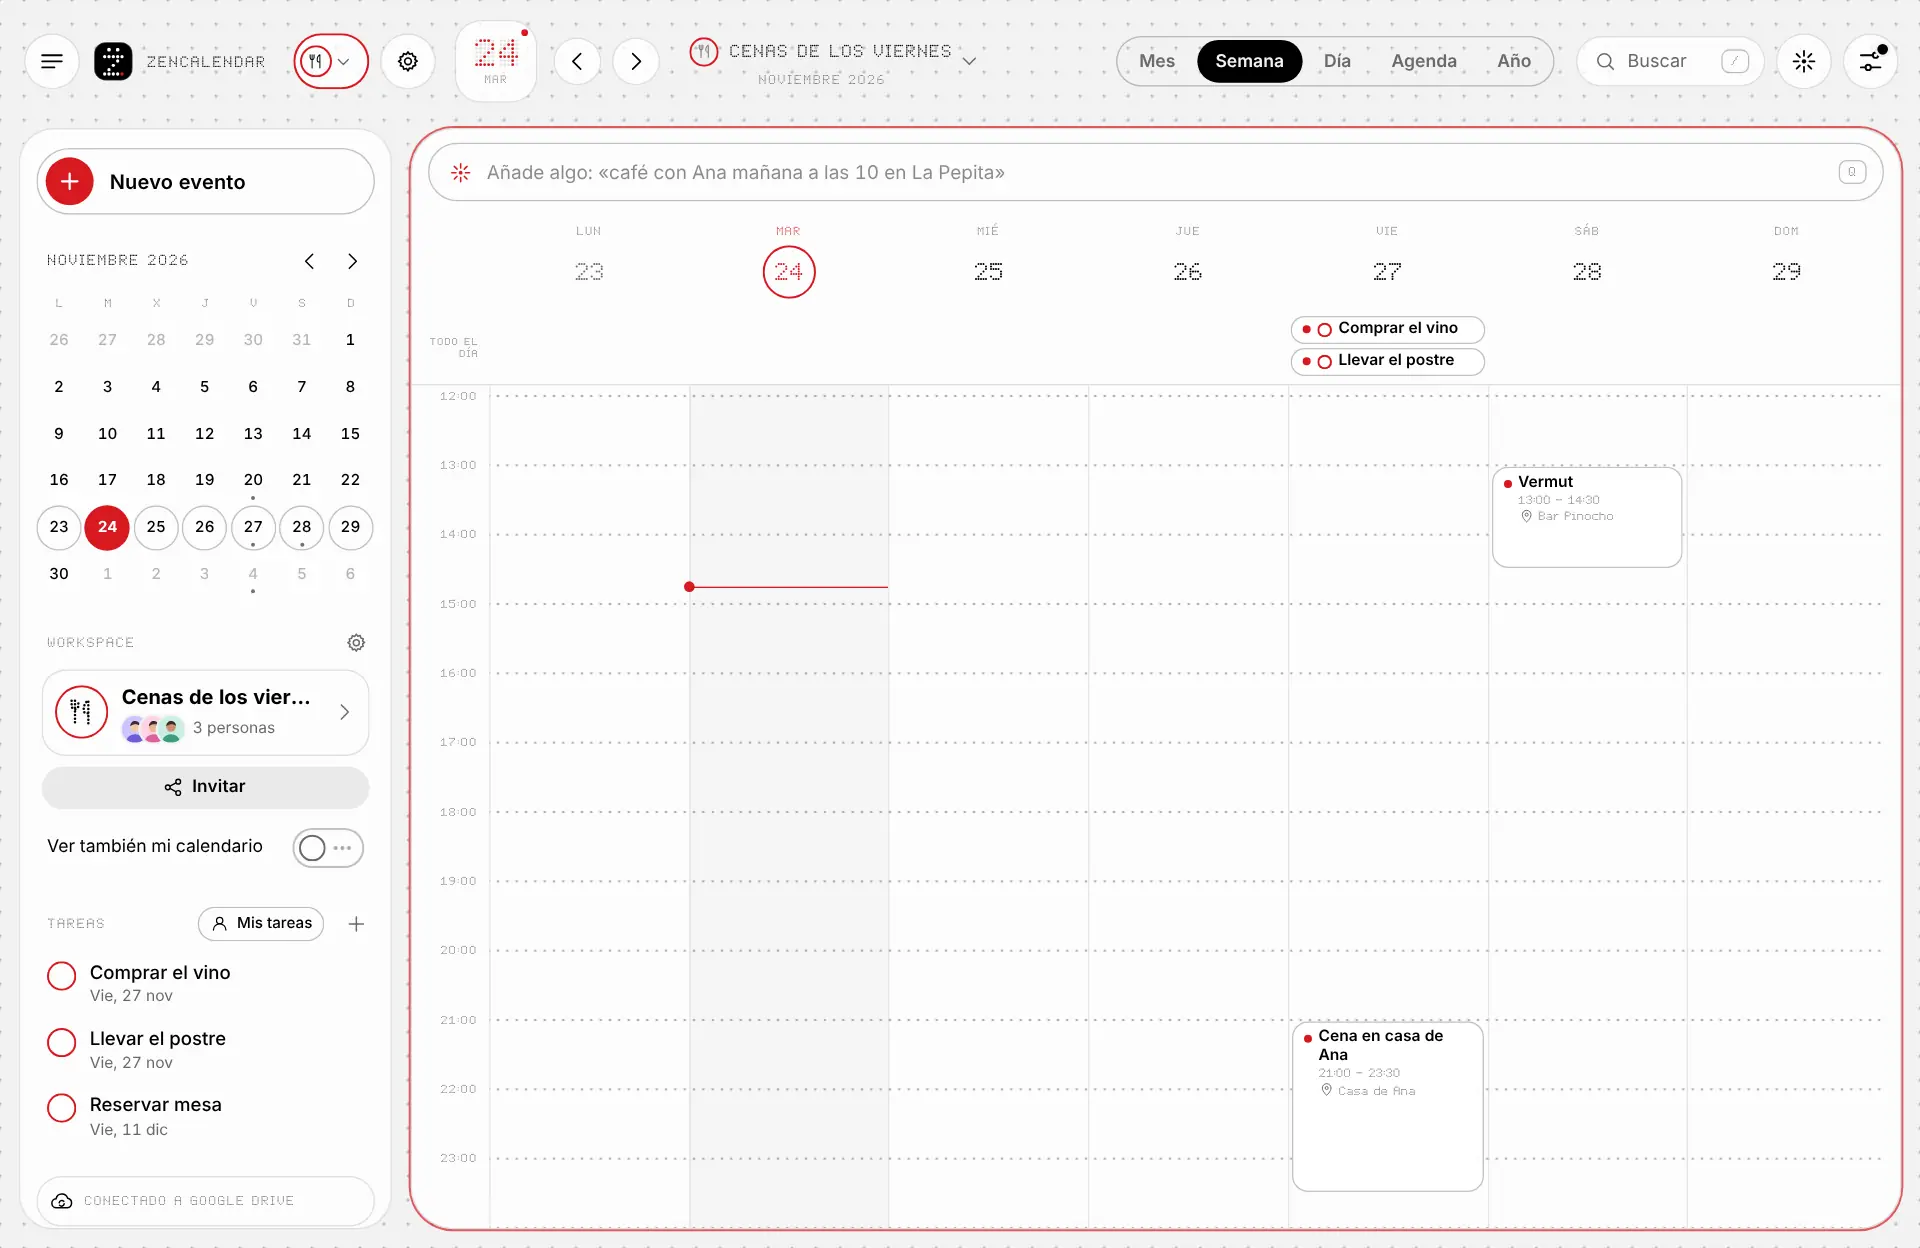 ZENCALENDAR
24
MAR
CENAS DE LOS VIERNES
NOVIEMBRE 2026
Mes
Semana
Día
Agenda
Año
Buscar
/
Nuevo evento
NOVIEMBRE 2026
L M X J V S D
26 27 28 29 30 31 1
2 3 4 5 6 7 8
9 10 11 12 13 14 15
16 17 18 19 20 21 22
23 24 25 26 27 28 29
30 1 2 3 4 5 6
WORKSPACE
Cenas de los vier...
3 personas
Invitar
Ver también mi calendario
TAREAS
Mis tareas
Comprar el vino
Vie, 27 nov
Llevar el postre
Vie, 27 nov
Reservar mesa
Vie, 11 dic
CONECTADO A GOOGLE DRIVE
Añade algo: «café con Ana mañana a las 10 en La Pepita»
Q
LUN MAR MIÉ JUE VIE SÁB DOM
23 24 25 26 27 28 29
TODO EL
DÍA
Comprar el vino
Llevar el postre
12:00
13:00
14:00
15:00
16:00
17:00
18:00
19:00
20:00
21:00
22:00
23:00
Vermut
13:00 – 14:30
Bar Pinocho
Cena en casa de
Ana
21:00 – 23:30
Casa de Ana